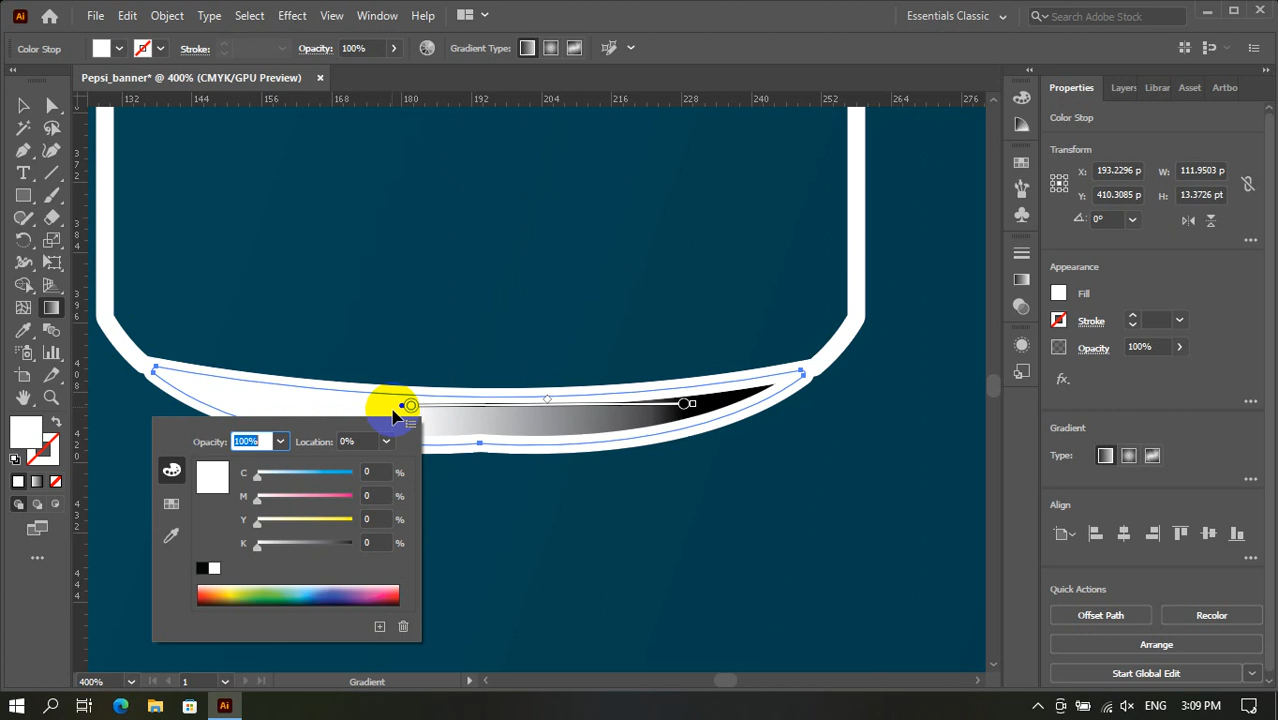 Ai File Edit Object Type Select Effect View Window Help Essentials Classic Search Adobe Stock
Color Stop Stroke: Opacity: 100% Gradient Type:
Pepsi_banner* @ 400% (CMYK/GPU Preview)
132 144 156 168 180 192 204 216 228 240 252 264 276
Properties Layers Librar Asset Artbo
Color Stop
Transform
X: 193.2296 p W: 111.9503 p
Y: 410.3085 p H: 13.3726 pt
0°
Appearance
Fill
Stroke
Opacity 100%
Gradient
Type:
Align
Quick Actions
Offset Path Recolor
Arrange
Start Global Edit
Opacity: 100% Location: 0%
C 0 %
M 0 %
Y 0 %
K 0 %
400% 1 Gradient
Ai ENG 3:09 PM